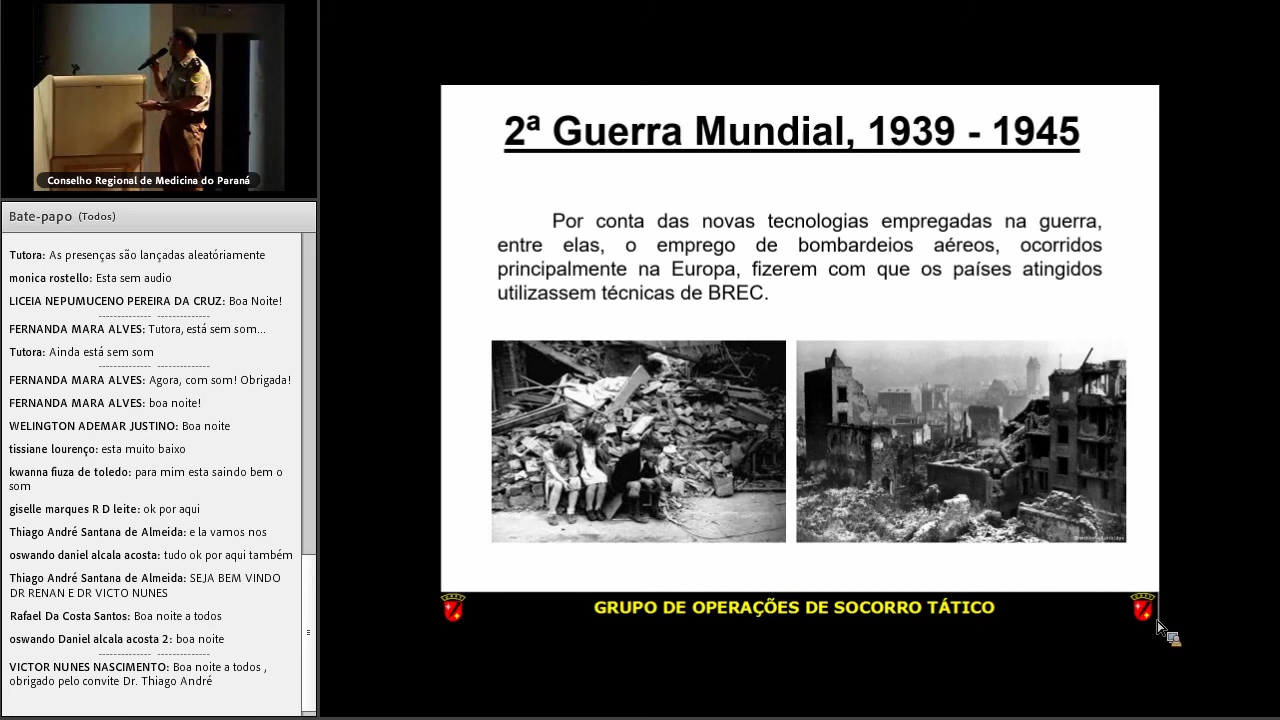 Conselho Regional de Medicina do Paraná
Bate-papo (Todos)
Tutora: As presenças são lançadas aleatóriamente
monica rostello: Esta sem audio
LICEIA NEPUMUCENO PEREIRA DA CRUZ: Boa Noite!
FERNANDA MARA ALVES: Tutora, está sem som...
Tutora: Ainda está sem som
FERNANDA MARA ALVES: Agora, com som! Obrigada!
FERNANDA MARA ALVES: boa noite!
WELINGTON ADEMAR JUSTINO: Boa noite
tissiane lourenço: esta muito baixo
kwanna fiuza de toledo: para mim esta saindo bem o
som
giselle marques R D leite: ok por aqui
Thiago André Santana de Almeida: e la vamos nos
oswando daniel alcala acosta: tudo ok por aqui também
Thiago André Santana de Almeida: SEJA BEM VINDO
DR RENAN E DR VICTO NUNES
Rafael Da Costa Santos: Boa noite a todos
oswando Daniel alcala acosta 2: boa noite
VICTOR NUNES NASCIMENTO: Boa noite a todos ,
obrigado pelo convite Dr. Thiago André
2ª Guerra Mundial, 1939 - 1945
Por conta das novas tecnologias empregadas na guerra,
entre elas, o emprego de bombardeios aéreos, ocorridos
principalmente na Europa, fizerem com que os países atingidos
utilizassem técnicas de BREC.
GRUPO DE OPERAÇÕES DE SOCORRO TÁTICO